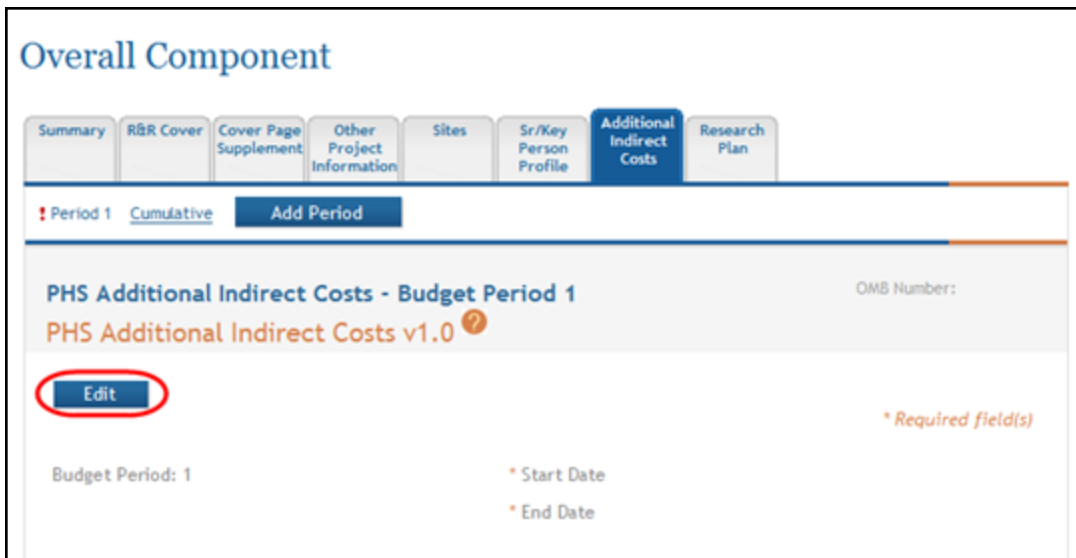 Overall Component
Summary
R&R Cover
Cover Page
Supplement
Other
Project
Information
Sites
Sr/Key
Person
Profile
Additional
Indirect
Costs
Research
Plan
! Period 1 Cumulative Add Period
PHS Additional Indirect Costs - Budget Period 1
OMB Number:
PHS Additional Indirect Costs v1.0 ?
Edit
* Required field(s)
Budget Period: 1
* Start Date
* End Date